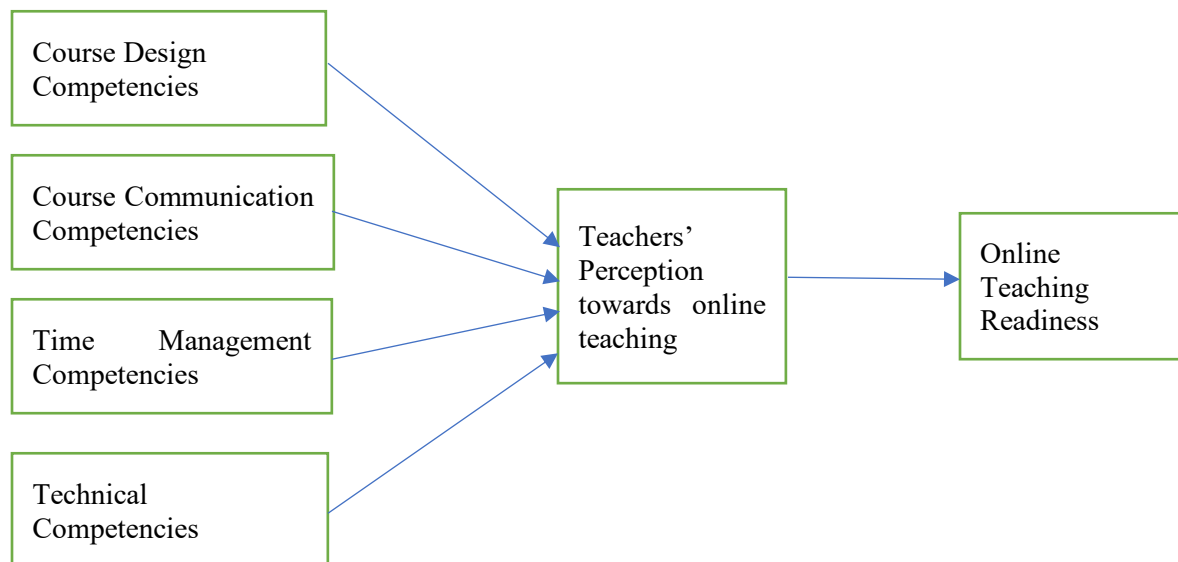 Course Design
Competencies
Course Communication
Competencies
Time Management
Competencies
Technical
Competencies
Teachers’
Perception
towards online
teaching
Online
Teaching
Readiness